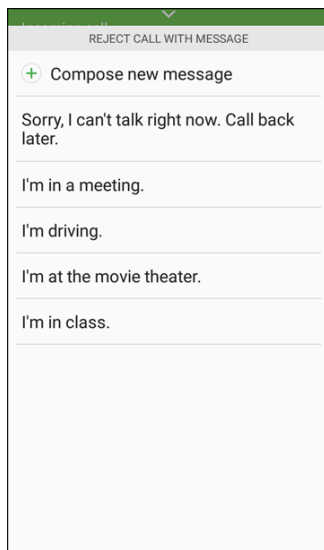 REJECT CALL WITH MESSAGE
Compose new message
Sorry, I can't talk right now. Call back
later.
I'm in a meeting.
I'm driving.
I'm at the movie theater.
I'm in class.